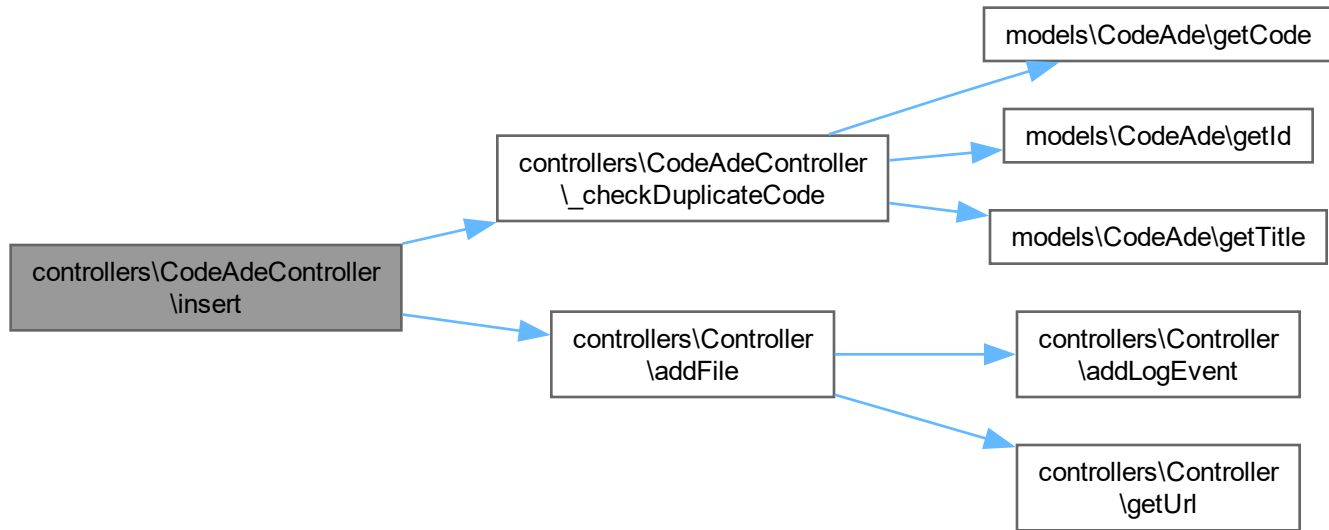 controllers\CodeAdeController
\insert
controllers\CodeAdeController
\_checkDuplicateCode
models\CodeAde\getCode
models\CodeAde\getId
models\CodeAde\getTitle
controllers\Controller
\addFile
controllers\Controller
\addLogEvent
controllers\Controller
\getUrl